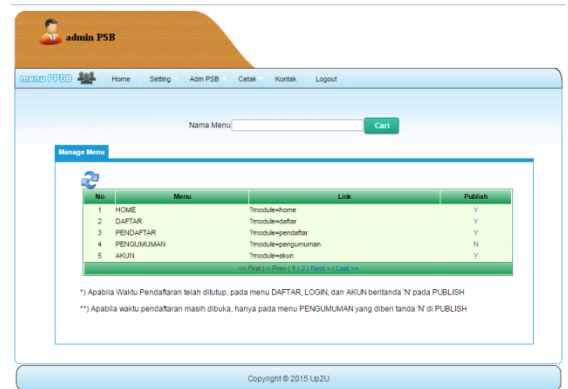 admin PSB
menu PPDB Home Setting Adm PSB Cetak Kontak Logout
Nama Menu Cari
Manage Menu
No Menu Link Publish
1 HOME ?module=home Y
2 DAFTAR ?module=daftar Y
3 PENDAFTAR ?module=pendaftar Y
4 PENGUMUMAN ?module=pengumuman N
5 AKUN ?module=akun Y
<< First | < Prev | 1 | 2 | Next > | Last >>
*) Apabila Waktu Pendaftaran telah ditutup, pada menu DAFTAR, LOGIN, dan AKUN beritanda 'N' pada PUBLISH
**) Apabila waktu pendaftaran masih dibuka, hanya pada menu PENGUMUMAN yang diberi tanda 'N' di PUBLISH
Copyright © 2015 Up2U